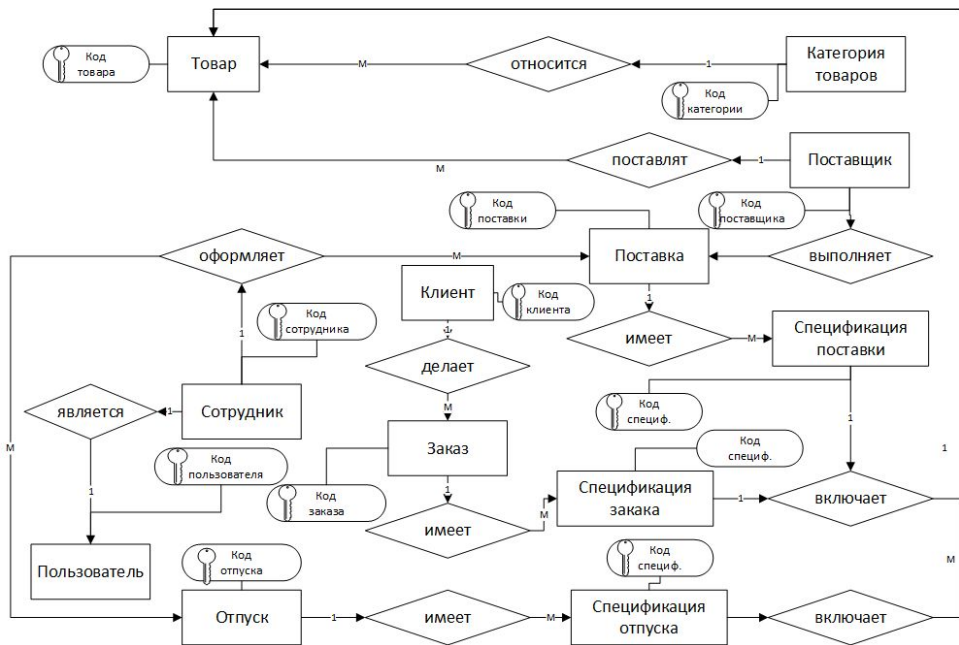 Код
товара
Товар
М
относится
1
Категория
товаров
Код
категории
М
поставлят
1
Поставщик
Код
поставки
Код
поставщика
оформляет
М
Поставка
выполняет
Клиент
Код
клиента
1
1
Код
сотрудника
имеет
М
Спецификация
поставки
1
делает
является
1
Сотрудник
М
Код
специф.
1
М
Заказ
Код
специф.
1
Код
пользователя
1
Код
заказа
1
имеет
М
Спецификация
закака
1
включает
Пользователь
Код
отпуска
Код
специф.
М
Отпуск
1
имеет
М
Спецификация
отпуска
включает